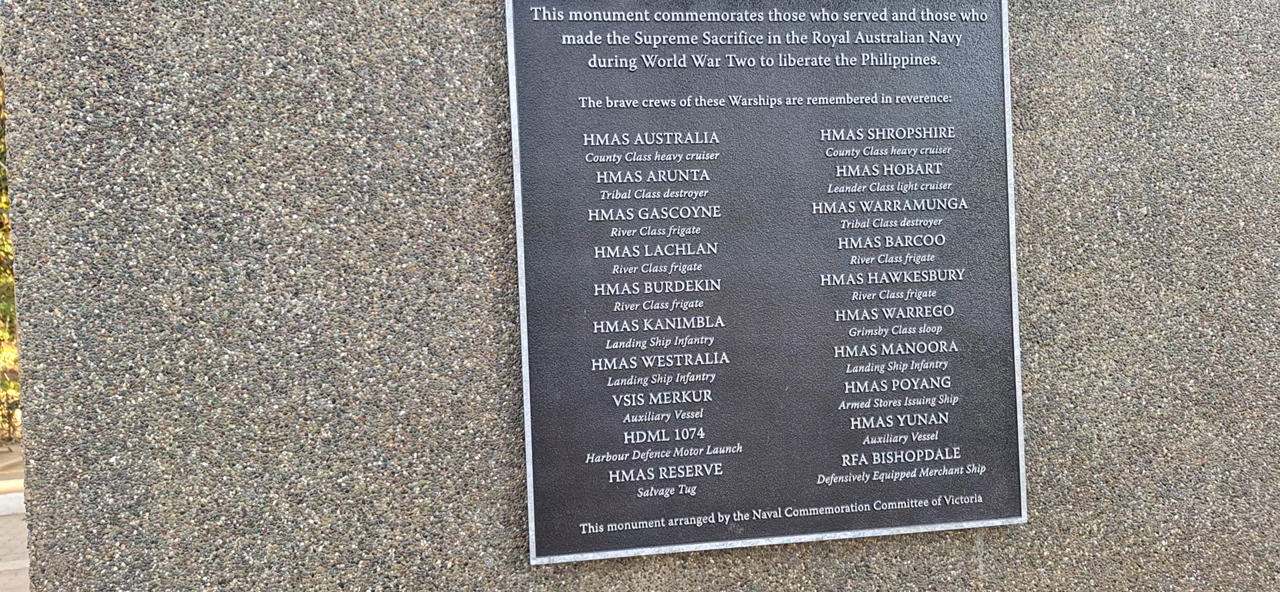 This monument commemorates those who served and those who
made the Supreme Sacrifice in the Royal Australian Navy
during World War Two to liberate the Philippines.
The brave crews of these Warships are remembered in reverence:
HMAS AUSTRALIA
County Class heavy cruiser
HMAS ARUNTA
Tribal Class destroyer
HMAS GASCOYNE
River Class frigate
HMAS LACHLAN
River Class frigate
HMAS BURDEKIN
River Class frigate
HMAS KANIMBLA
Landing Ship Infantry
HMAS WESTRALIA
Landing Ship Infantry
VSIS MERKUR
Auxiliary Vessel
HDML 1074
Harbour Defence Motor Launch
HMAS RESERVE
Salvage Tug
HMAS SHROPSHIRE
County Class heavy cruiser
HMAS HOBART
Leander Class light cruiser
HMAS WARRAMUNGA
Tribal Class destroyer
HMAS BARCOO
River Class frigate
HMAS HAWKESBURY
River Class frigate
HMAS WARREGO
Grimsby Class sloop
HMAS MANOORA
Landing Ship Infantry
HMAS POYANG
Armed Stores Issuing Ship
HMAS YUNAN
Auxiliary Vessel
RFA BISHOPDALE
Defensively Equipped Merchant Ship
This monument arranged by the Naval Commemoration Committee of Victoria